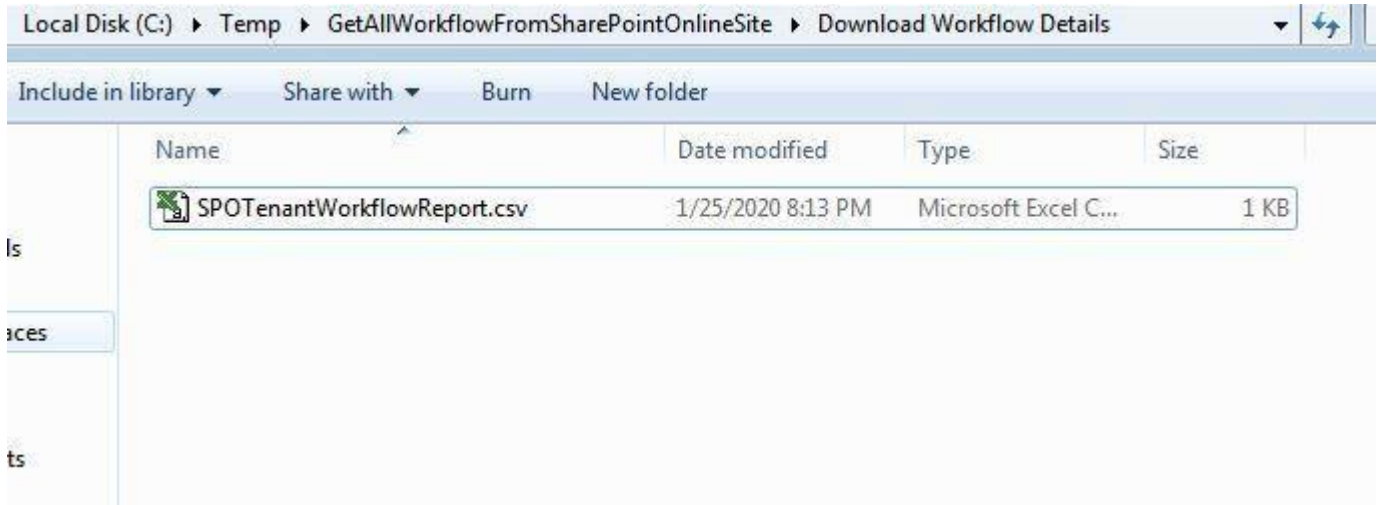 Local Disk (C:) ▸ Temp ▸ GetAllWorkflowFromSharePointOnlineSite ▸ Download Workflow Details
Include in library Share with Burn New folder
Name Date modified Type Size
SPOTenantWorkflowReport.csv 1/25/2020 8:13 PM Microsoft Excel C... 1 KB
ls
aces
ts